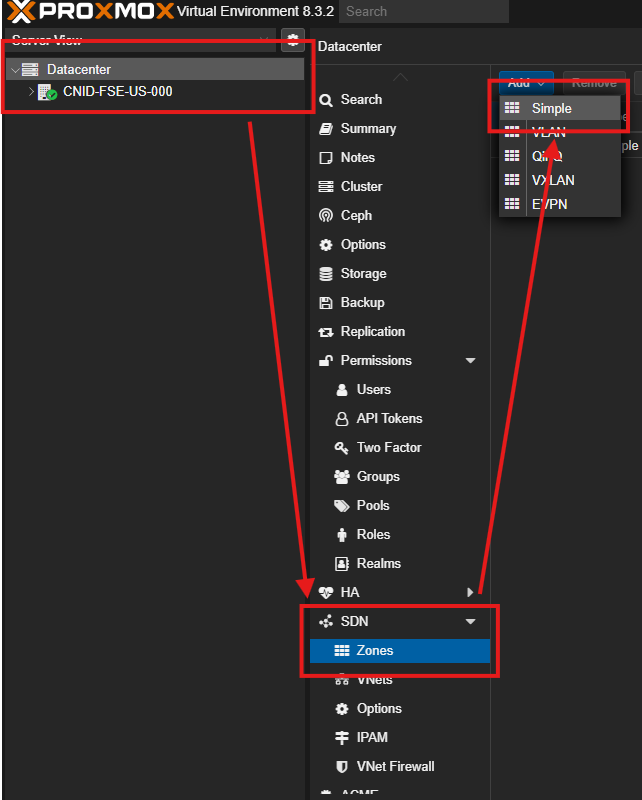 PROXMOX Virtual Environment 8.3.2 Search
Server View
Datacenter
CNID-FSE-US-000
Datacenter
Search
Summary
Notes
Cluster
Ceph
Options
Storage
Backup
Replication
Permissions
Users
API Tokens
Two Factor
Groups
Pools
Roles
Realms
HA
SDN
Zones
VNets
Options
IPAM
VNet Firewall
ACME
Add Remove
Simple
VLAN
QinQ
VXLAN
EVPN